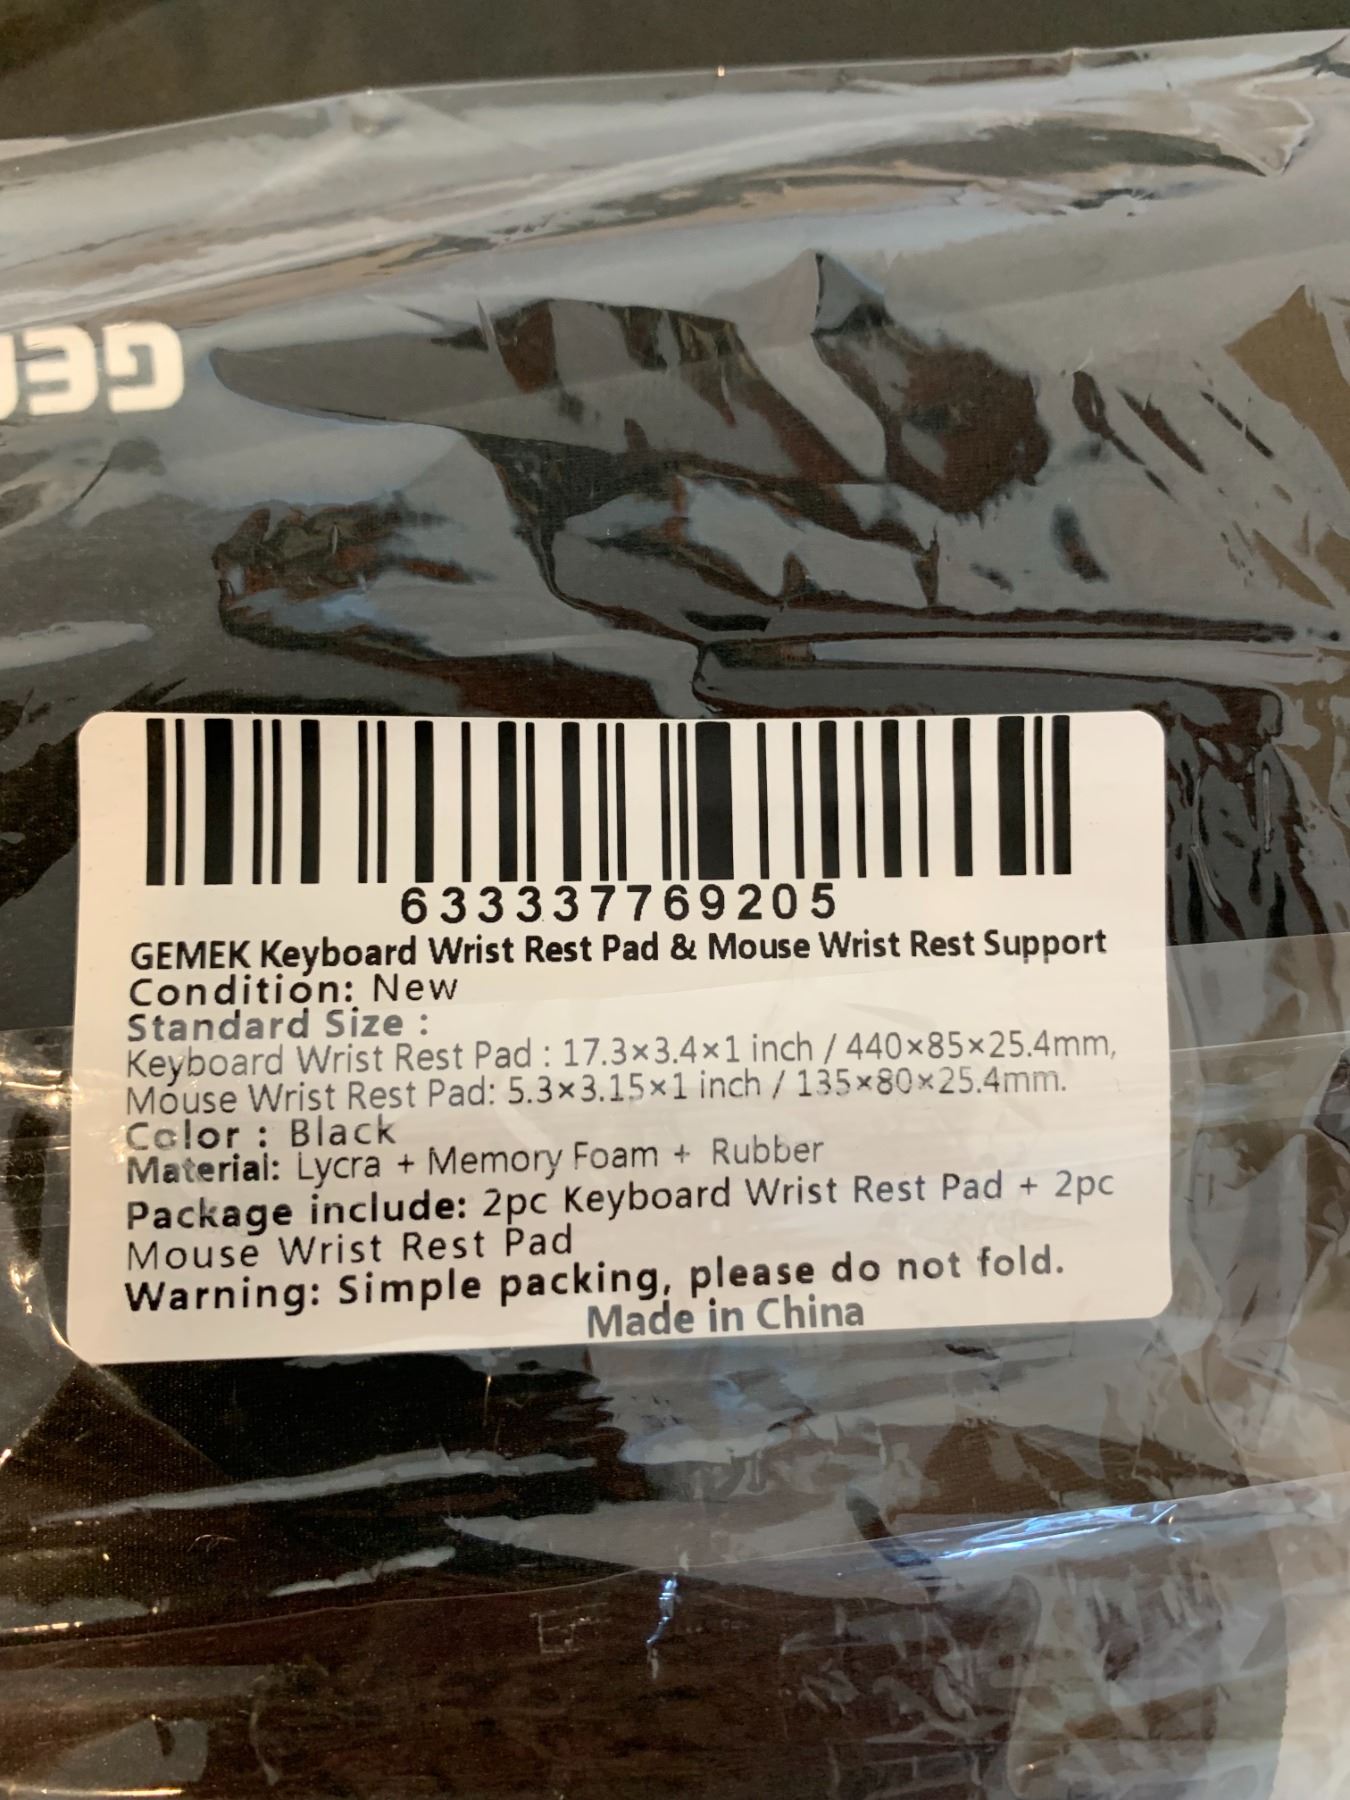 GE
633337769205
GEMEK Keyboard Wrist Rest Pad & Mouse Wrist Rest Support
Condition: New
Standard Size :
Keyboard Wrist Rest Pad : 17.3×3.4×1 inch / 440×85×25.4mm,
Mouse Wrist Rest Pad: 5.3×3.15×1 inch / 135×80×25.4mm.
Color : Black
Material: Lycra + Memory Foam + Rubber
Package include: 2pc Keyboard Wrist Rest Pad + 2pc
Mouse Wrist Rest Pad
Warning: Simple packing, please do not fold.
Made in China